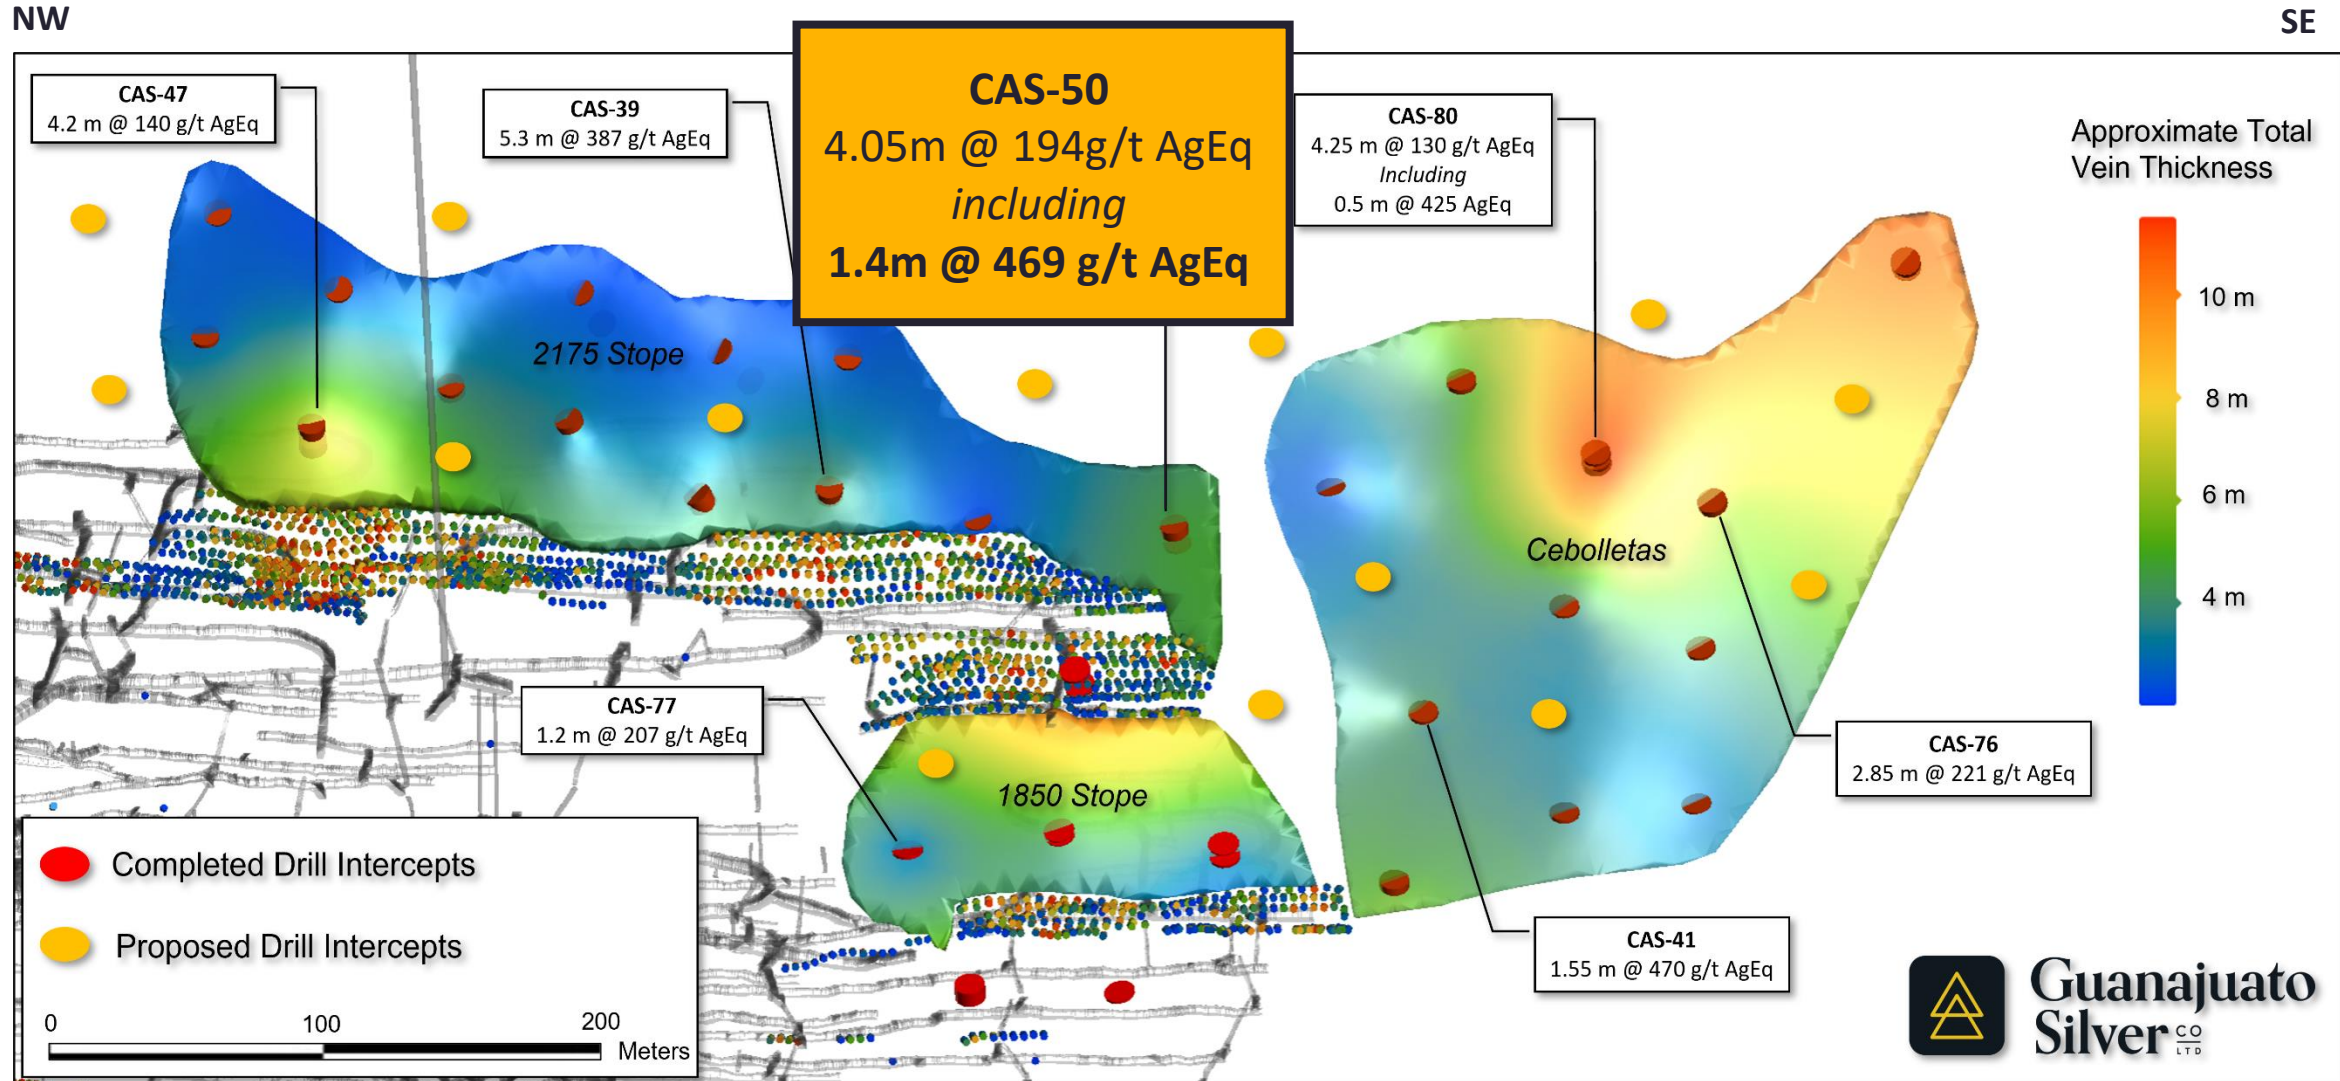 NW
SE
CAS-47
4.2 m @ 140 g/t AgEq
CAS-39
5.3 m @ 387 g/t AgEq
CAS-50
4.05m @ 194g/t AgEq
including
1.4m @ 469 g/t AgEq
CAS-80
4.25 m @ 130 g/t AgEq
Including
0.5 m @ 425 AgEq
Approximate Total
Vein Thickness
10 m
8 m
6 m
4 m
2175 Stope
Cebolletas
CAS-77
1.2 m @ 207 g/t AgEq
1850 Stope
CAS-76
2.85 m @ 221 g/t AgEq
CAS-41
1.55 m @ 470 g/t AgEq
Completed Drill Intercepts
Proposed Drill Intercepts
0
100
200
Meters
Guanajuato
Silver CO
LTD